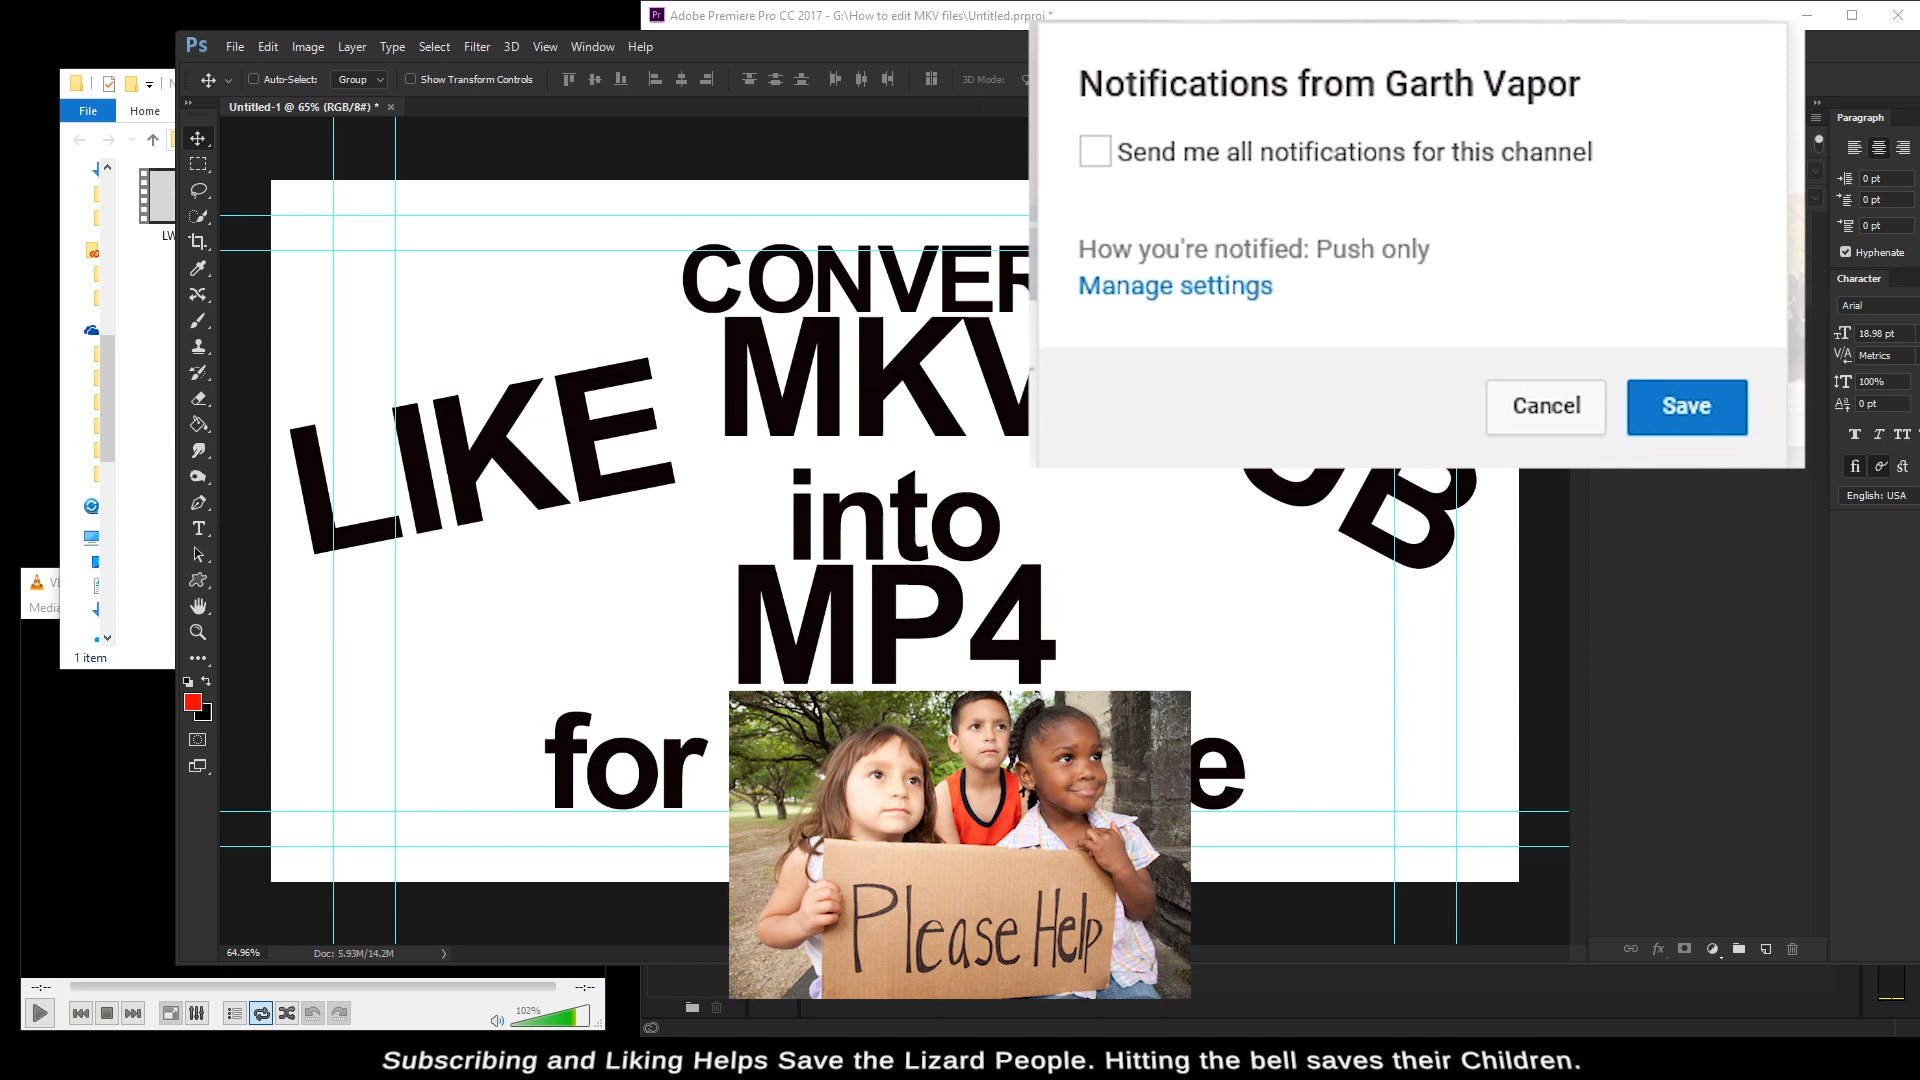 Adobe Premiere Pro CC 2017 - G:\How to edit MKV files\Untitled.prproj *
Ps File Edit Image Layer Type Select Filter 3D View Window Help
Auto-Select: Group Show Transform Controls 3D Mode:
Untitled-1 @ 65% (RGB/8#) *
File Home
LW
1 item
Media
Notifications from Garth Vapor
Send me all notifications for this channel
How you're notified: Push only
Manage settings
Cancel Save
CONVER
MKV
LIKE
into
MP4
for
e
Please Help
Paragraph
0 pt
0 pt
0 pt
Hyphenate
Character
Arial
18.98 pt
Metrics
100%
0 pt
English: USA
64.96% Doc: 5.93M/14.2M
--:-- --:--
102%
Subscribing and Liking Helps Save the Lizard People. Hitting the bell saves their Children.